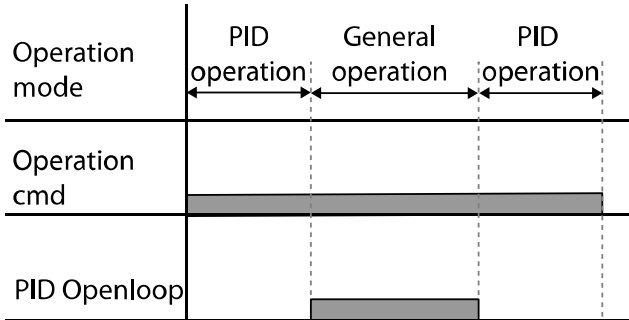 Operation
mode
PID
operation
General
operation
PID
operation
Operation
cmd
PID Openloop